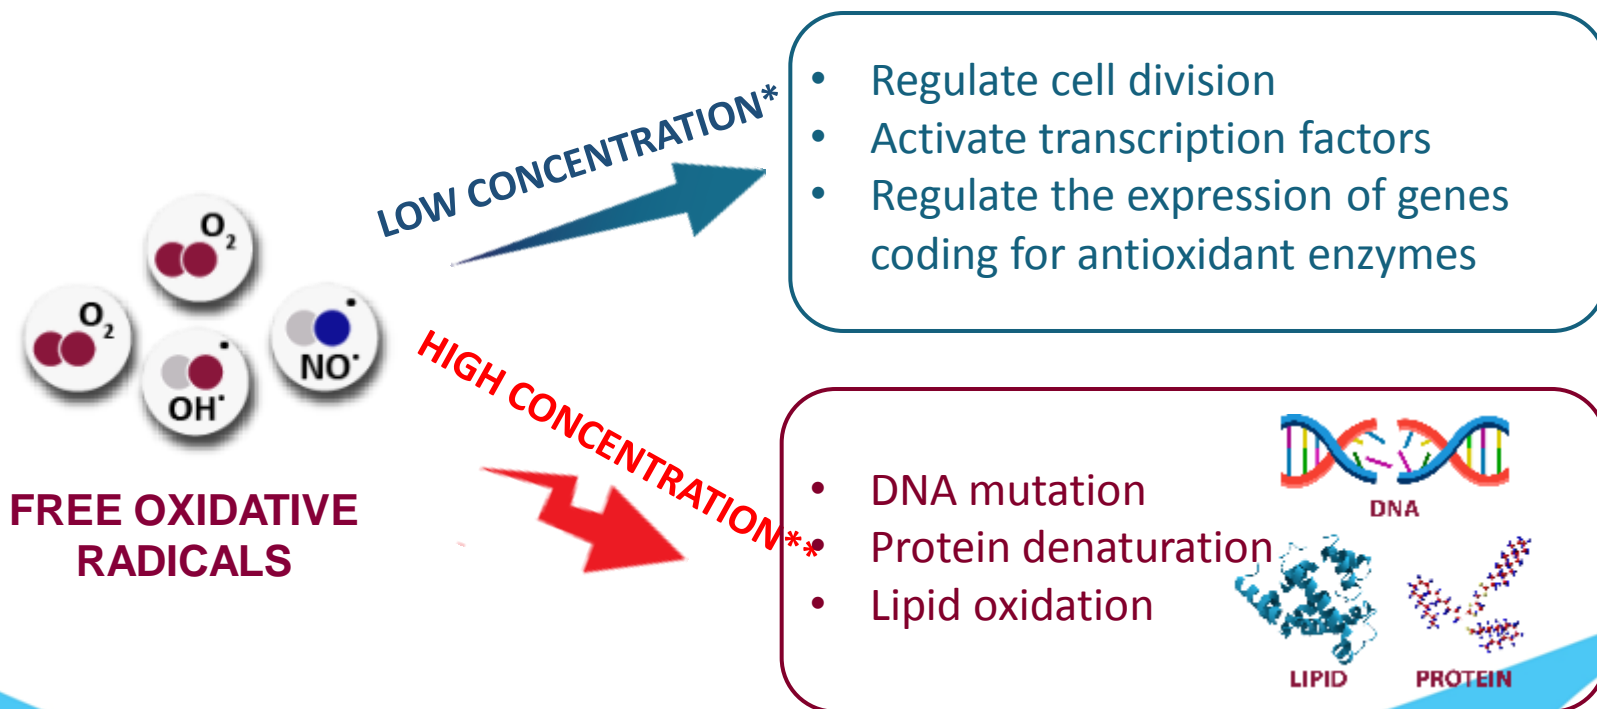 O2
O2
OH•
NO•
FREE OXIDATIVE
RADICALS
LOW CONCENTRATION*
• Regulate cell division
• Activate transcription factors
• Regulate the expression of genes
coding for antioxidant enzymes
HIGH CONCENTRATION**
• DNA mutation
• Protein denaturation
• Lipid oxidation
DNA
LIPID
PROTEIN